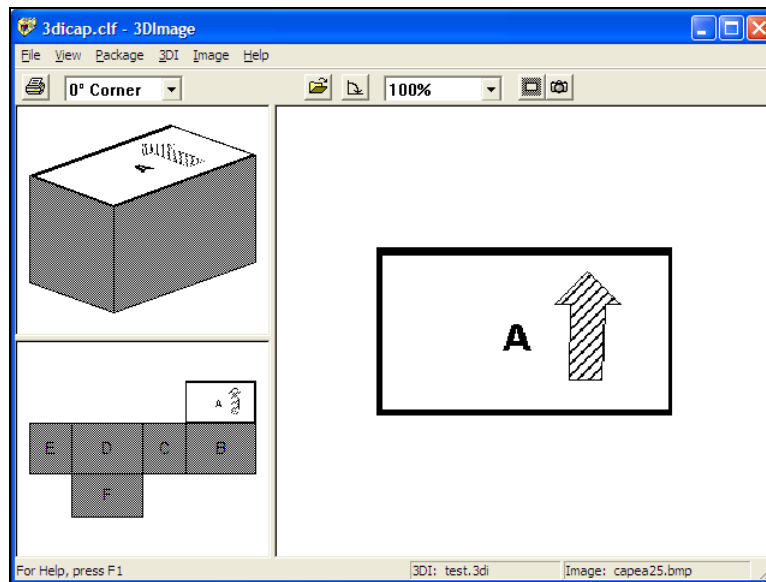 3dicap.clf - 3DImage
File View Package 3DI Image Help
0° Corner
100%
A
A
A
E D C B
F
For Help, press F1
3DI: test.3di
Image: capea25.bmp